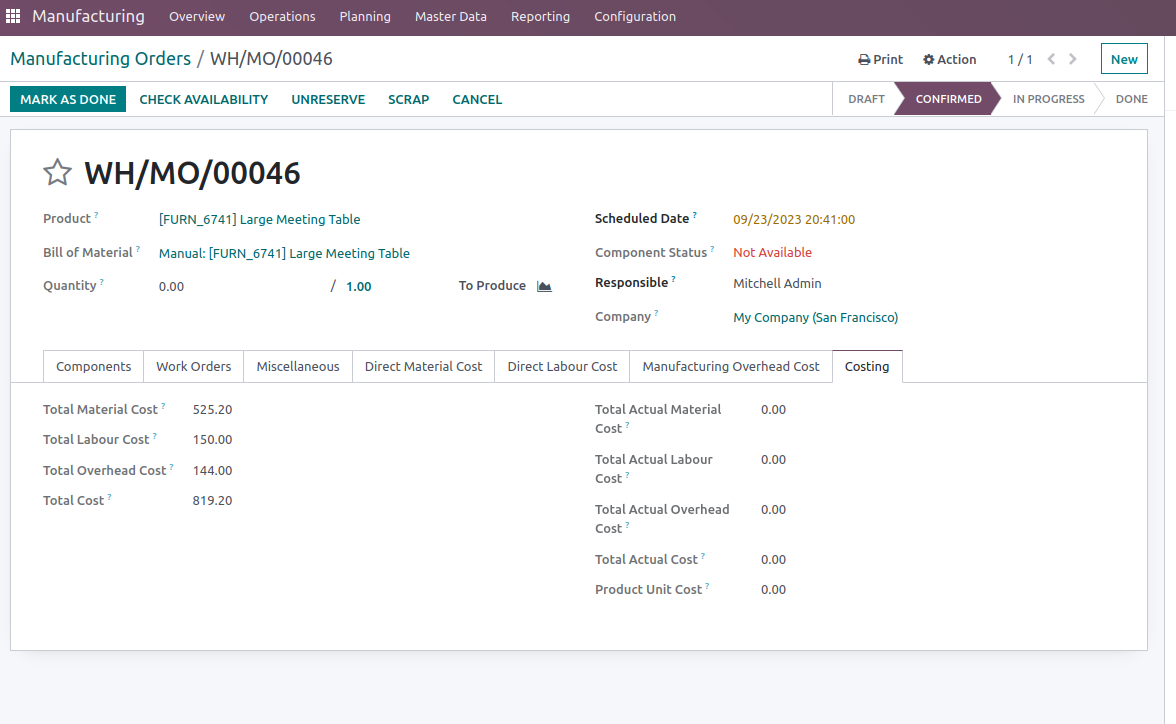 Manufacturing Overview Operations Planning Master Data Reporting Configuration
Manufacturing Orders / WH/MO/00046 Print Action 1 / 1 New
MARK AS DONE CHECK AVAILABILITY UNRESERVE SCRAP CANCEL DRAFT CONFIRMED IN PROGRESS DONE
WH/MO/00046
Product ? [FURN_6741] Large Meeting Table
Bill of Material ? Manual: [FURN_6741] Large Meeting Table
Quantity ? 0.00 / 1.00 To Produce
Scheduled Date ? 09/23/2023 20:41:00
Component Status ? Not Available
Responsible ? Mitchell Admin
Company ? My Company (San Francisco)
Components Work Orders Miscellaneous Direct Material Cost Direct Labour Cost Manufacturing Overhead Cost Costing
Total Material Cost ? 525.20
Total Labour Cost ? 150.00
Total Overhead Cost ? 144.00
Total Cost ? 819.20
Total Actual Material 0.00
Cost ?
Total Actual Labour 0.00
Cost ?
Total Actual Overhead 0.00
Cost ?
Total Actual Cost ? 0.00
Product Unit Cost ? 0.00